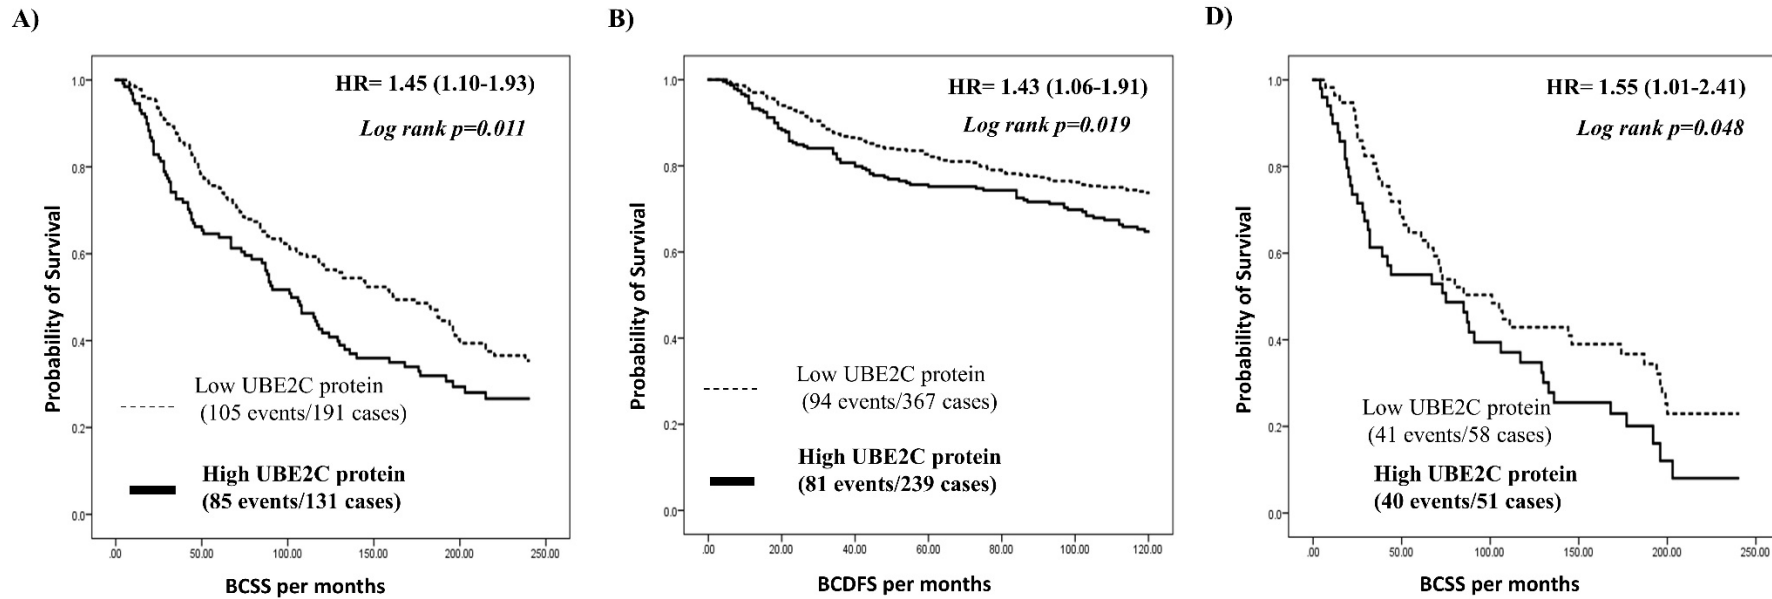 A)
HR= 1.45 (1.10-1.93)
Log rank p=0.011
Probability of Survival
1.0
0.8
0.6
0.4
0.2
0.0
Low UBE2C protein
(105 events/191 cases)
High UBE2C protein
(85 events/131 cases)
.00 50.00 100.00 150.00 200.00 250.00
BCSS per months
B)
HR= 1.43 (1.06-1.91)
Log rank p=0.019
Probability of Survival
1.0
0.8
0.6
0.4
0.2
0.0
Low UBE2C protein
(94 events/367 cases)
High UBE2C protein
(81 events/239 cases)
.00 20.00 40.00 60.00 80.00 100.00 120.00
BCDFS per months
D)
HR= 1.55 (1.01-2.41)
Log rank p=0.048
Probability of Survival
1.0
0.8
0.6
0.4
0.2
0.0
Low UBE2C protein
(41 events/58 cases)
High UBE2C protein
(40 events/51 cases)
.00 50.00 100.00 150.00 200.00 250.00
BCSS per months